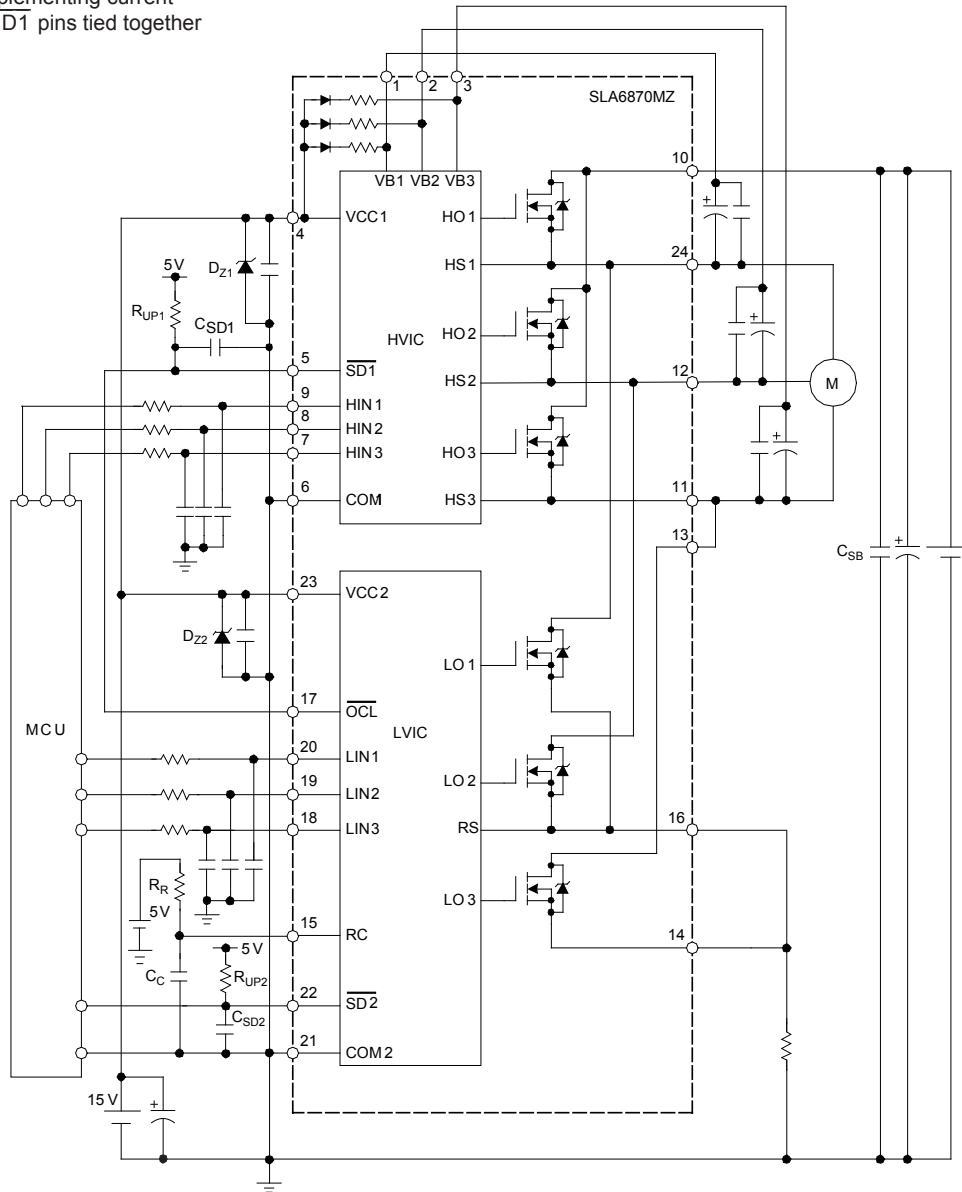 plementing current
D1 pins tied together
1 2 3
SLA6870MZ
10
VB1 VB2 VB3
VCC1
HO1
4
24
5V
DZ1
HS1
RUP1
CSD1
HO2
HVIC
5
SD1
HS2
12
M
9
HIN1
8
HIN2
7
HIN3
HO3
6
COM1
HS3
11
13
CSB
23
VCC2
DZ2
LO1
17
OCL
MCU
LVIC
20
LIN1
19
LIN2
LO2
18
LIN3
RS
16
RR
5V
LO3
15
RC
14
5V
CC
RUP2
22
SD2
CSD2
21
COM2
15V